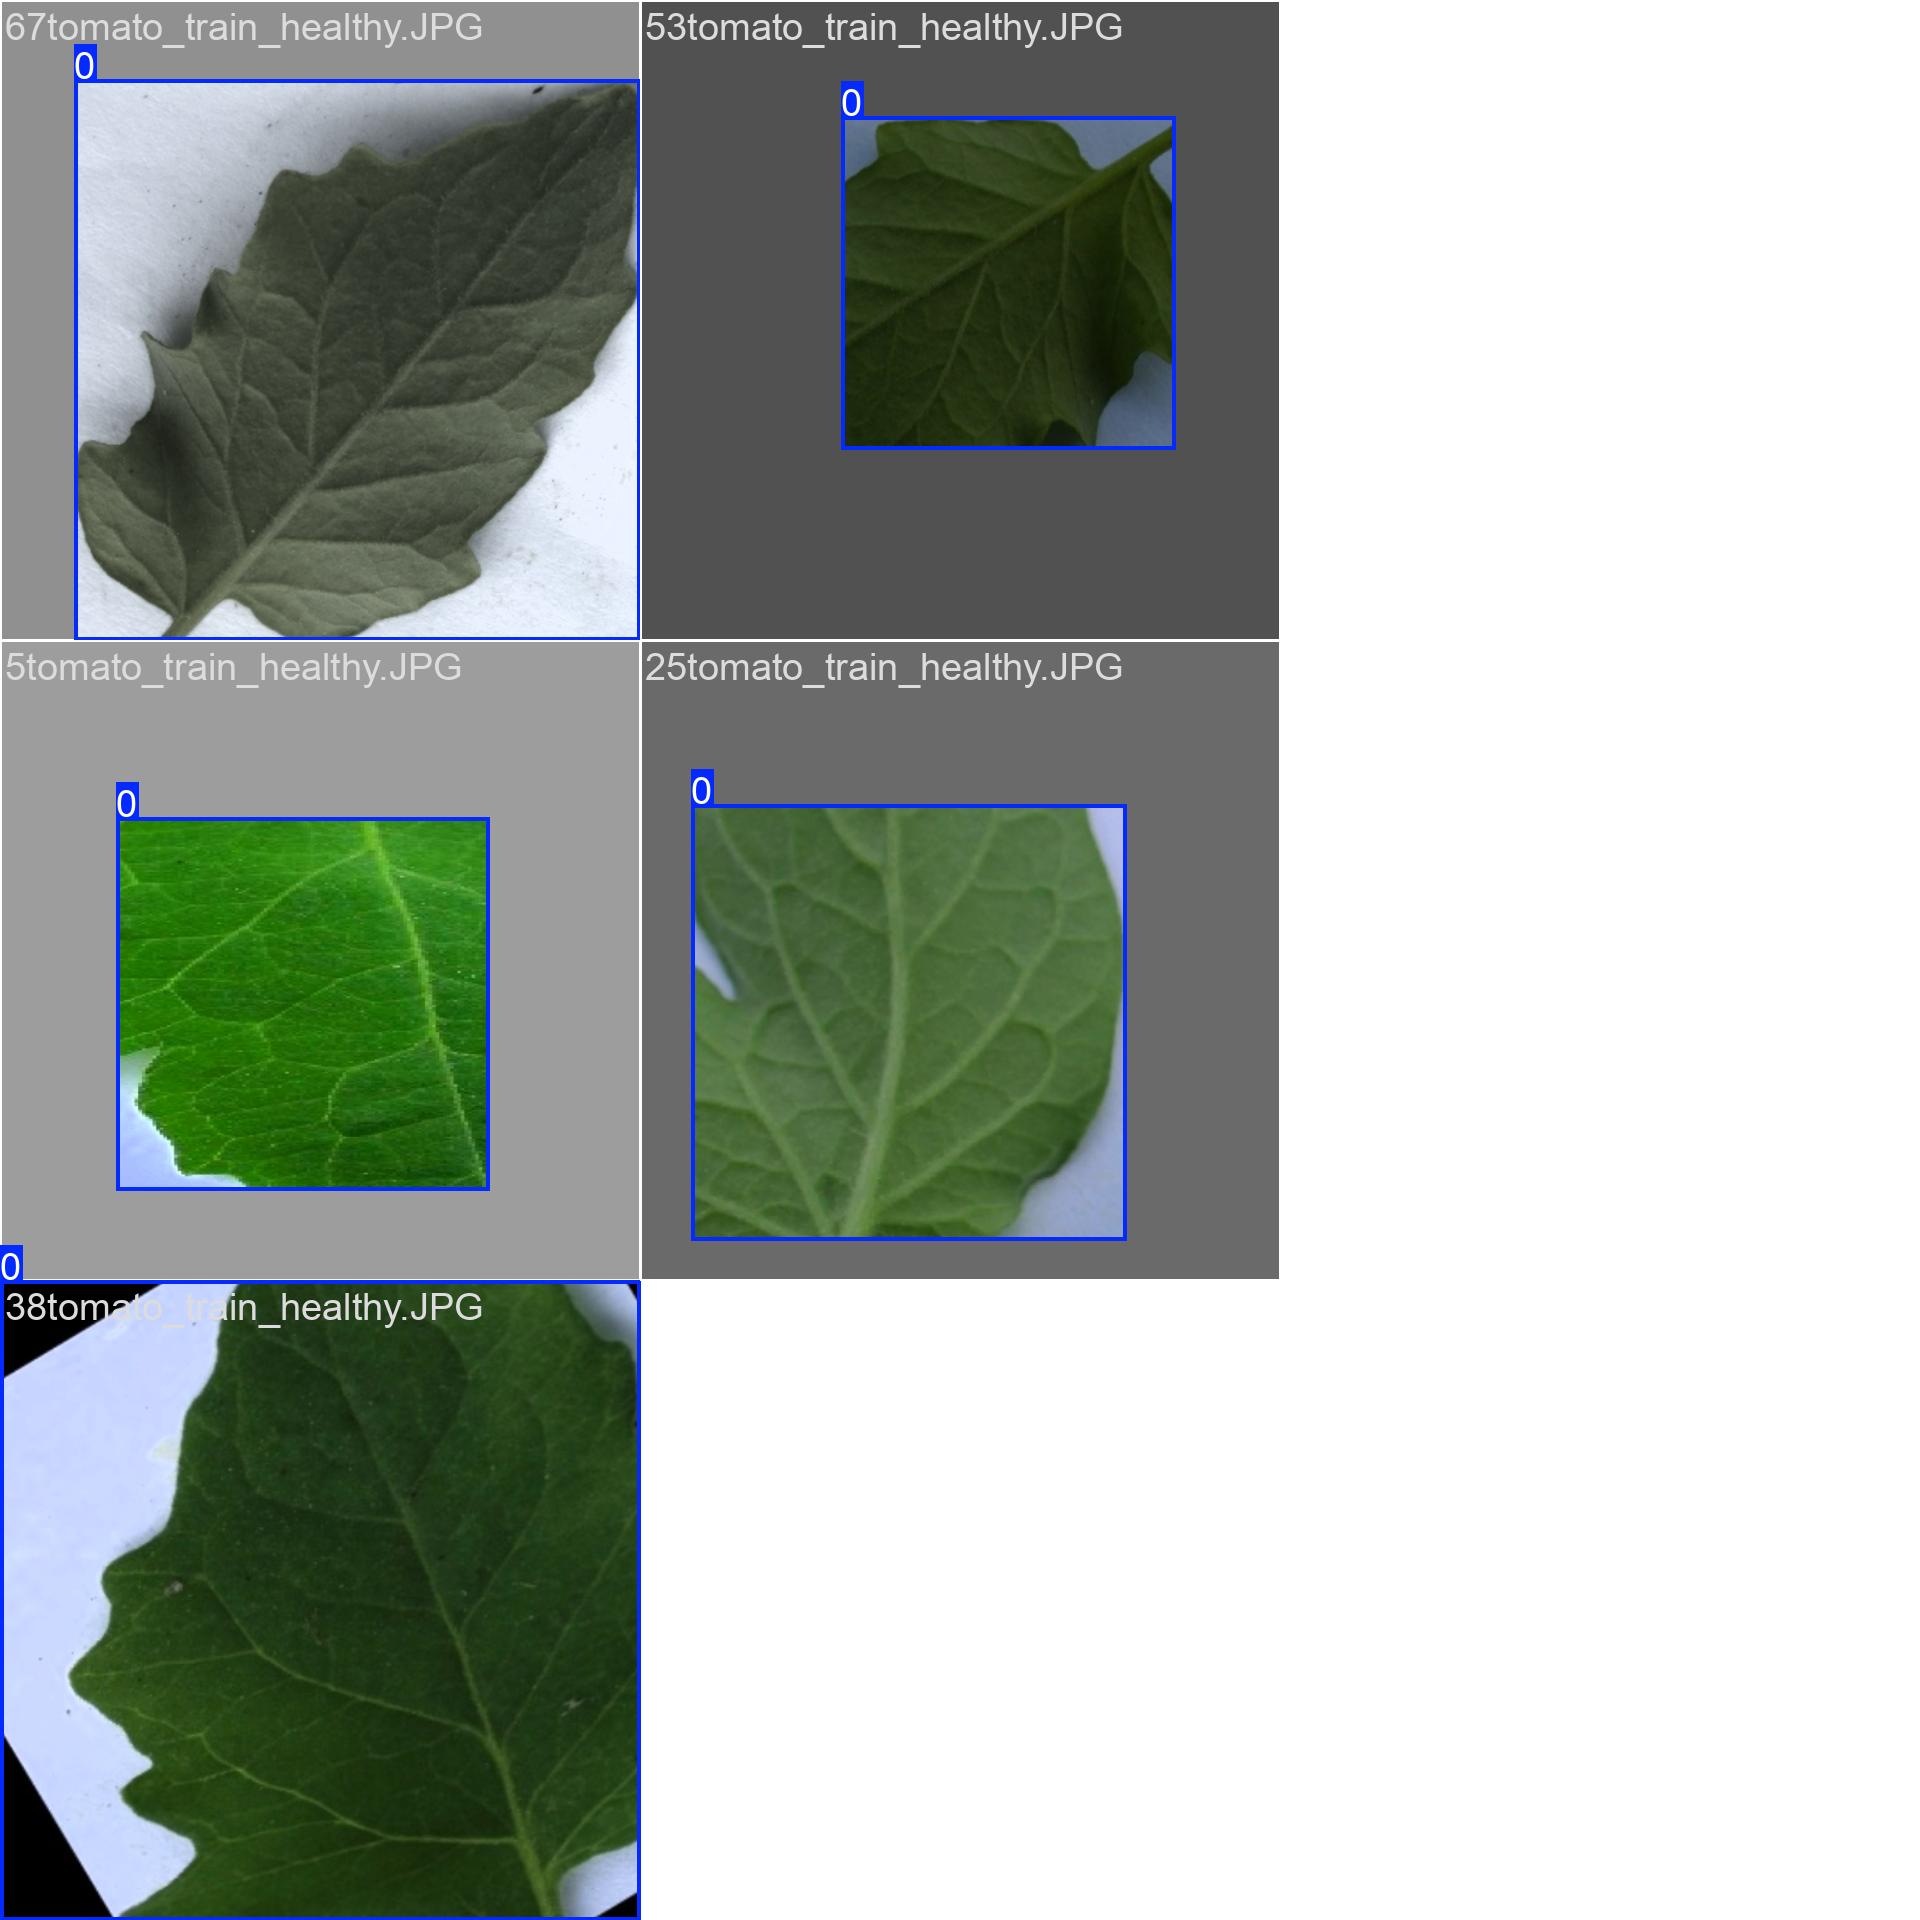 67tomato_train_healthy.JPG
53tomato_train_healthy.JPG
0
0
5tomato_train_healthy.JPG
25tomato_train_healthy.JPG
0
0
0
38tomato_train_healthy.JPG